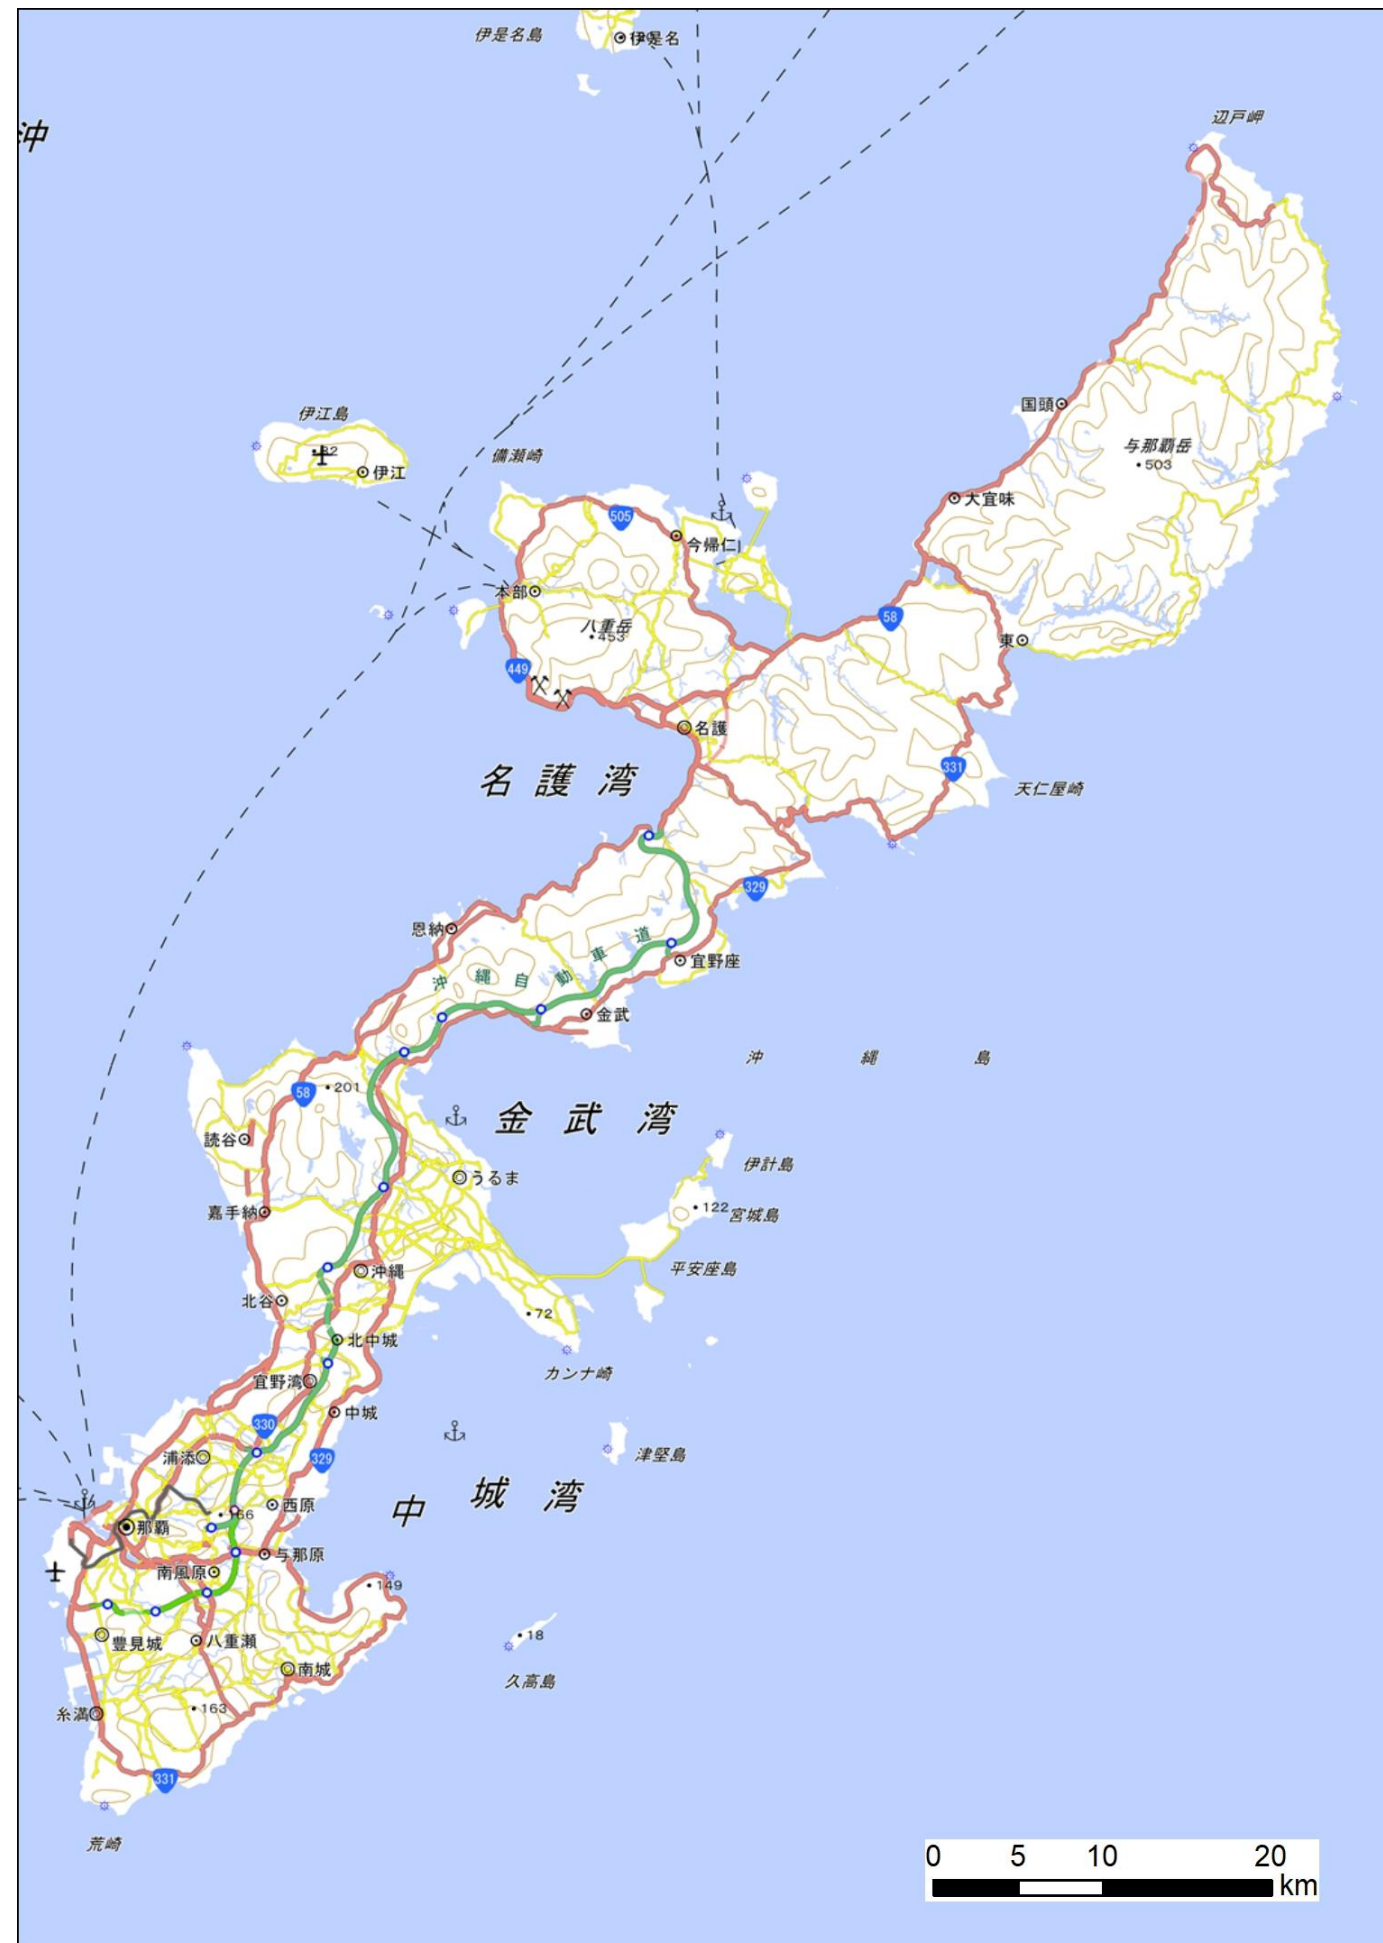 伊是名島
伊是名
沖
辺戸岬
伊江島
国頭
与那覇岳
503
備瀬崎
伊江
大宜味
505
今帰仁
本部
58
八重岳
453
東
449
名護
331
名護湾
天仁屋崎
329
恩納
沖縄自動車道
宜野座
金武
沖縄島
58
201
金武湾
読谷
伊計島
うるま
122
宮城島
嘉手納
沖縄
平安座島
北谷
72
北中城
カンナ崎
宜野湾
中城
330
浦添
329
津堅島
中城湾
西原
166
那覇
与那原
南風原
149
18
豊見城
八重瀬
南城
久高島
163
糸満
331
荒崎
0 5 10 20
km